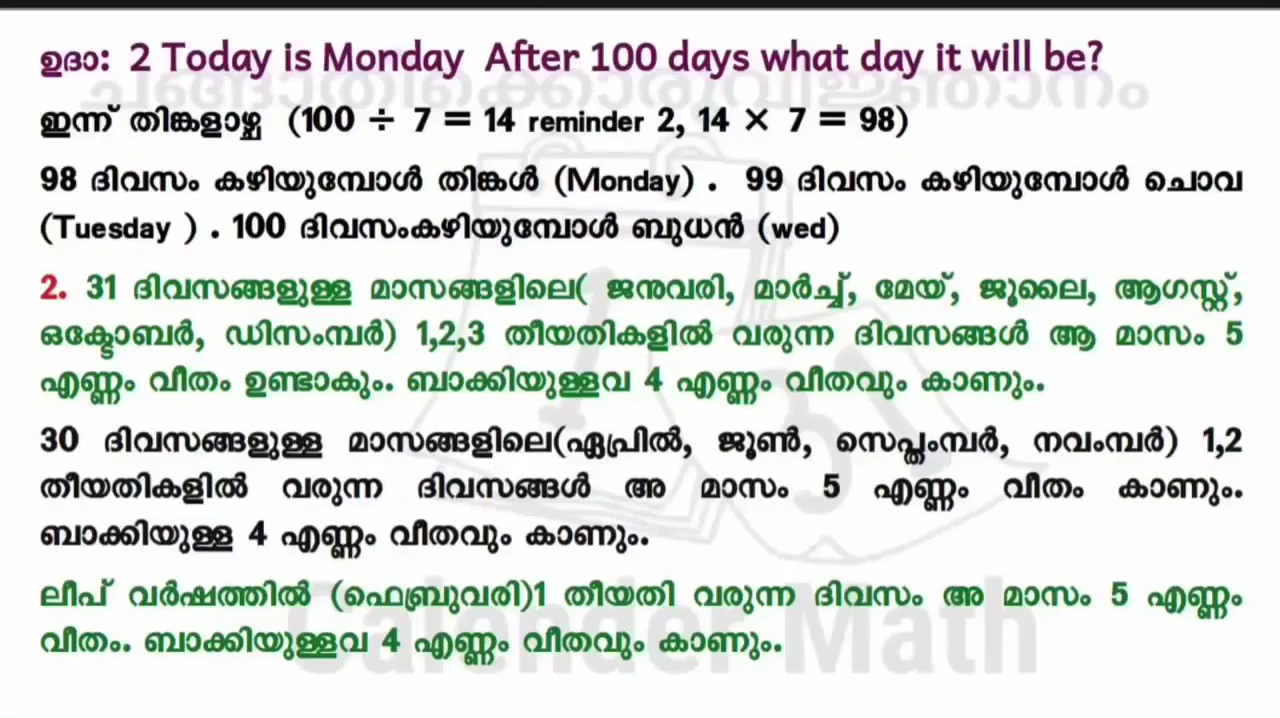 ഉദാ: 2 Today is Monday After 100 days what day it will be?
ചങ്ങാതിക്കൊരുവിജ്ഞാനം
ഇന്ന് തിങ്കളാഴ്ച (100 ÷ 7 = 14 reminder 2, 14 × 7 = 98)
98 ദിവസം കഴിയുമ്പോൾ തിങ്കൾ (Monday) . 99 ദിവസം കഴിയുമ്പോൾ ചൊവ
(Tuesday ) . 100 ദിവസംകഴിയുമ്പോൾ ബുധൻ (wed)
2. 31 ദിവസങ്ങളുള്ള മാസങ്ങളിലെ( ജനുവരി, മാർച്ച്, മേയ്, ജൂലൈ, ആഗസ്റ്റ്,
ഒക്ടോബർ, ഡിസംമ്പർ) 1,2,3 തീയതികളിൽ വരുന്ന ദിവസങ്ങൾ ആ മാസം 5
എണ്ണം വീതം ഉണ്ടാകും. ബാക്കിയുള്ളവ 4 എണ്ണം വീതവും കാണും.
30 ദിവസങ്ങളുള്ള മാസങ്ങളിലെ(ഏപ്രിൽ, ജൂൺ, സെപ്തംമ്പർ, നവംമ്പർ) 1,2
തീയതികളിൽ വരുന്ന ദിവസങ്ങൾ അ മാസം 5 എണ്ണം വീതം കാണും.
ബാക്കിയുള്ള 4 എണ്ണം വീതവും കാണും.
ലീപ് വർഷത്തിൽ (ഫെബ്രുവരി)1 തീയതി വരുന്ന ദിവസം അ മാസം 5 എണ്ണം
വീതം. ബാക്കിയുള്ളവ 4 എണ്ണം വീതവും കാണും.
Calender Math